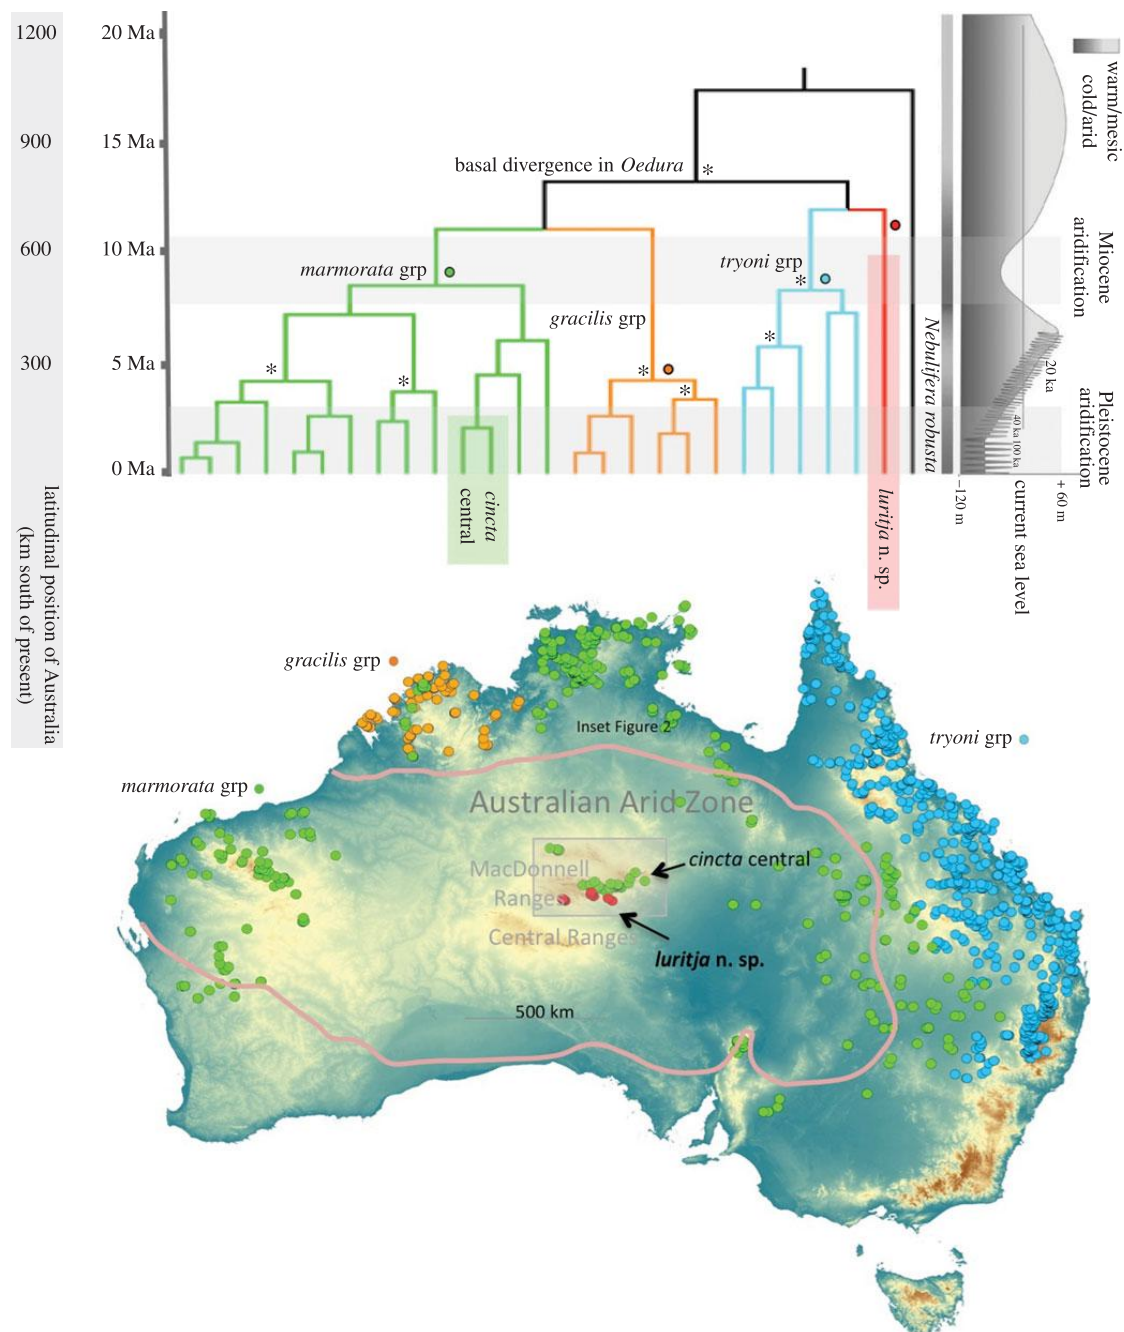 1200
20 Ma
900
15 Ma
600
10 Ma
300
5 Ma
0 Ma
latitudinal position of Australia
(km south of present)
basal divergence in Oedura
*
marmorata grp
*
*
gracilis grp
*
*
tryoni grp
*
*
cincta
central
luritja n. sp.
Nebulifera robusta
warm/mesic
cold/arid
Miocene
aridification
Pleistocene
aridification
20 ka
40 ka
100 ka
–120 m
current sea level
+ 60 m
gracilis grp
tryoni grp
marmorata grp
Inset Figure 2
Australian Arid Zone
MacDonnell
Ranges
cincta central
Central Ranges
luritja n. sp.
500 km